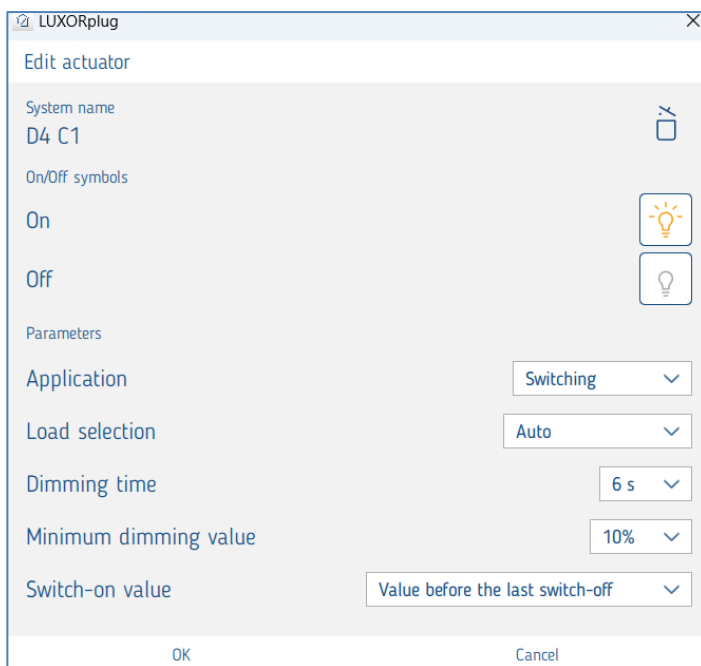 LUXORplug
Edit actuator
System name
D4 C1
On/Off symbols
On
Off
Parameters
Application Switching
Load selection Auto
Dimming time 6 s
Minimum dimming value 10%
Switch-on value Value before the last switch-off
OK Cancel